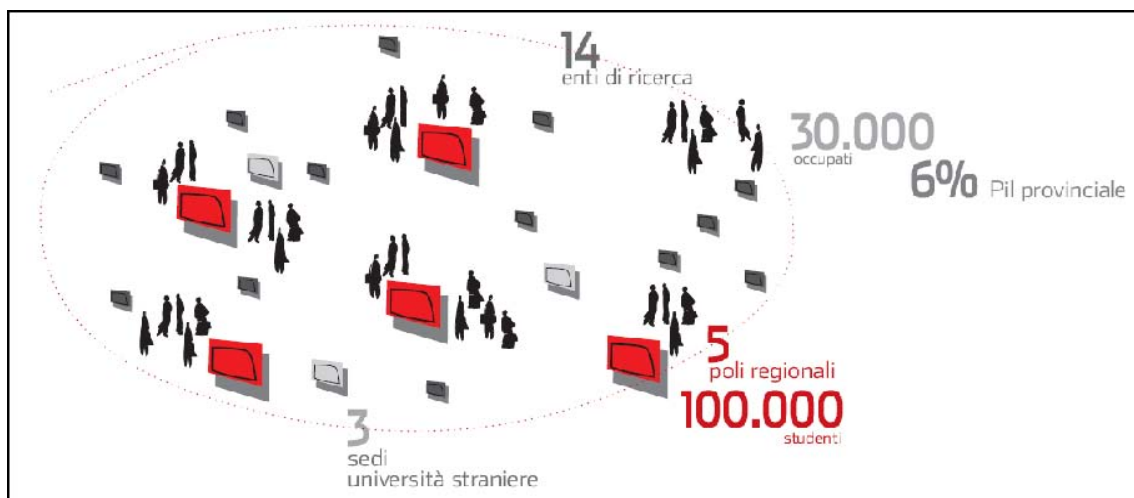 14
enti di ricerca
30.000
occupati
6% Pil provinciale
5
poli regionali
100.000
studenti
3
sedi
università straniere